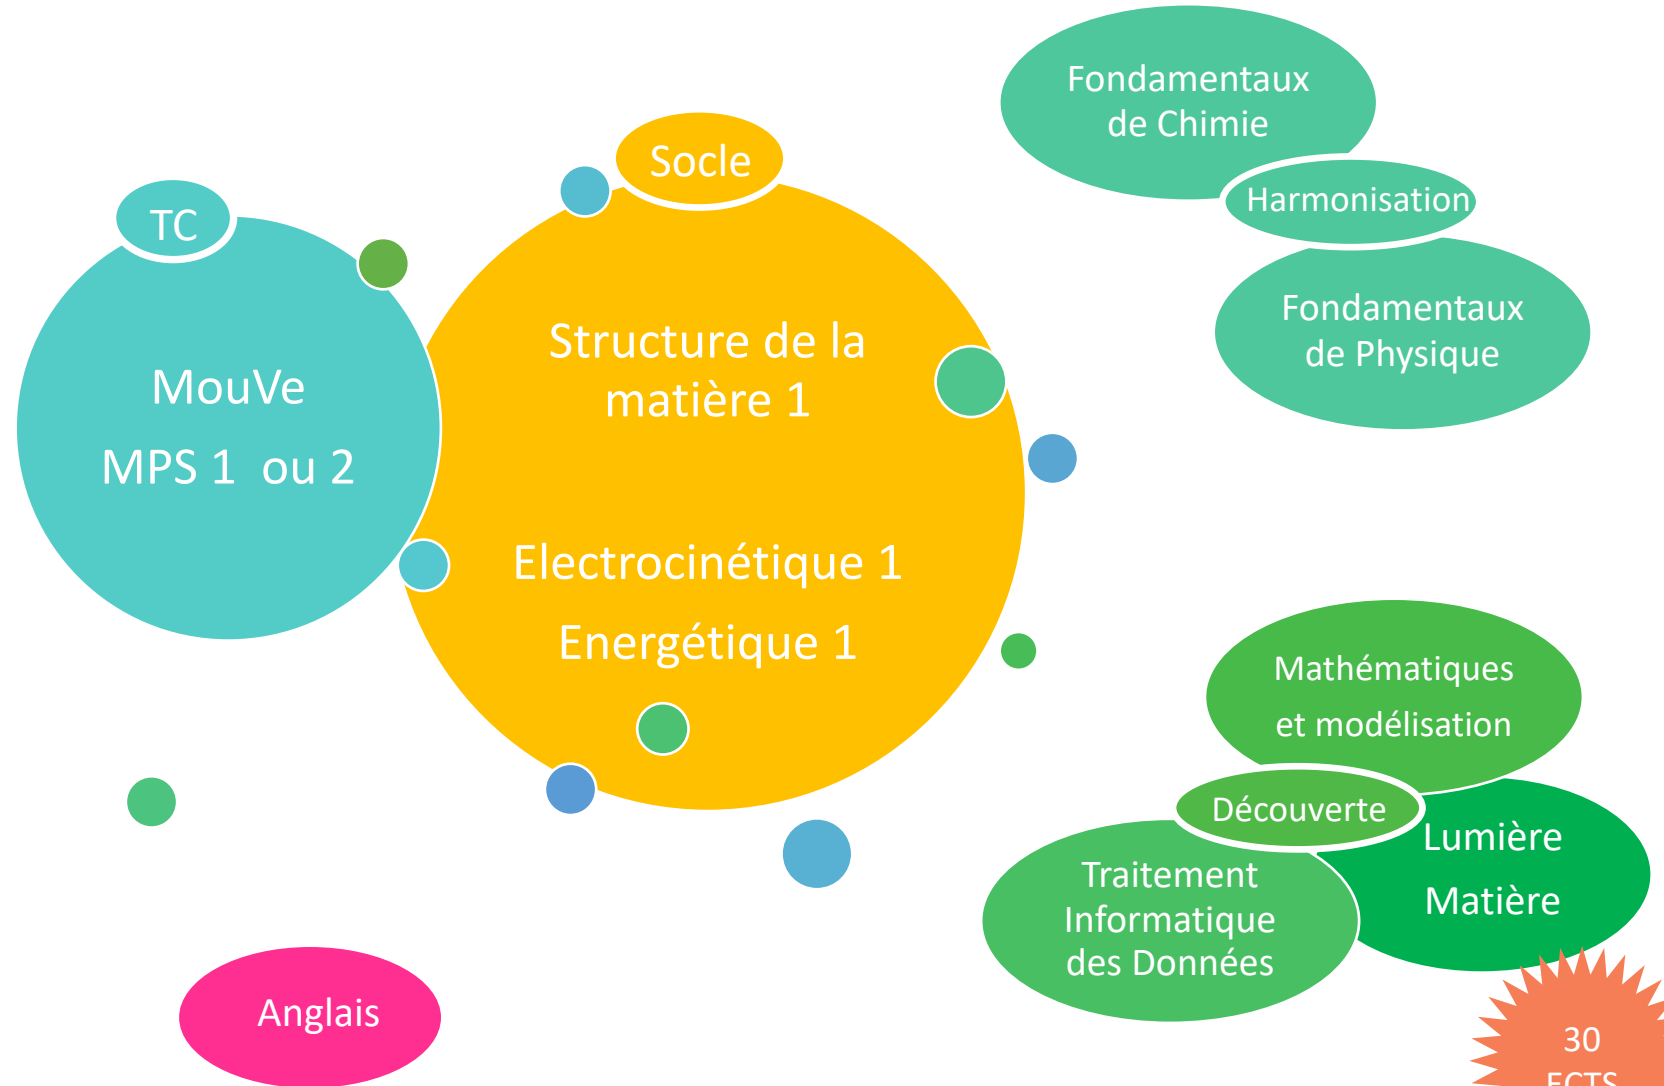 TC
MouVe
MPS 1 ou 2
Socle
Structure de la
matière 1
Electrocinétique 1
Energétique 1
Fondamentaux
de Chimie
Harmonisation
Fondamentaux
de Physique
Mathématiques
et modélisation
Découverte
Lumière
Matière
Traitement
Informatique
des Données
Anglais
30
ECTS